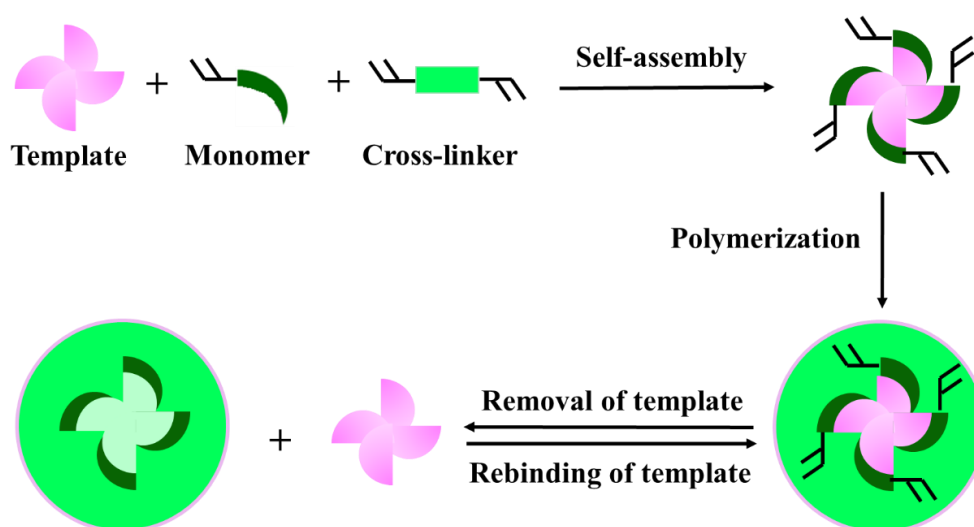 + + Self-assembly
Template Monomer Cross-linker
Polymerization
Removal of template
+
Rebinding of template